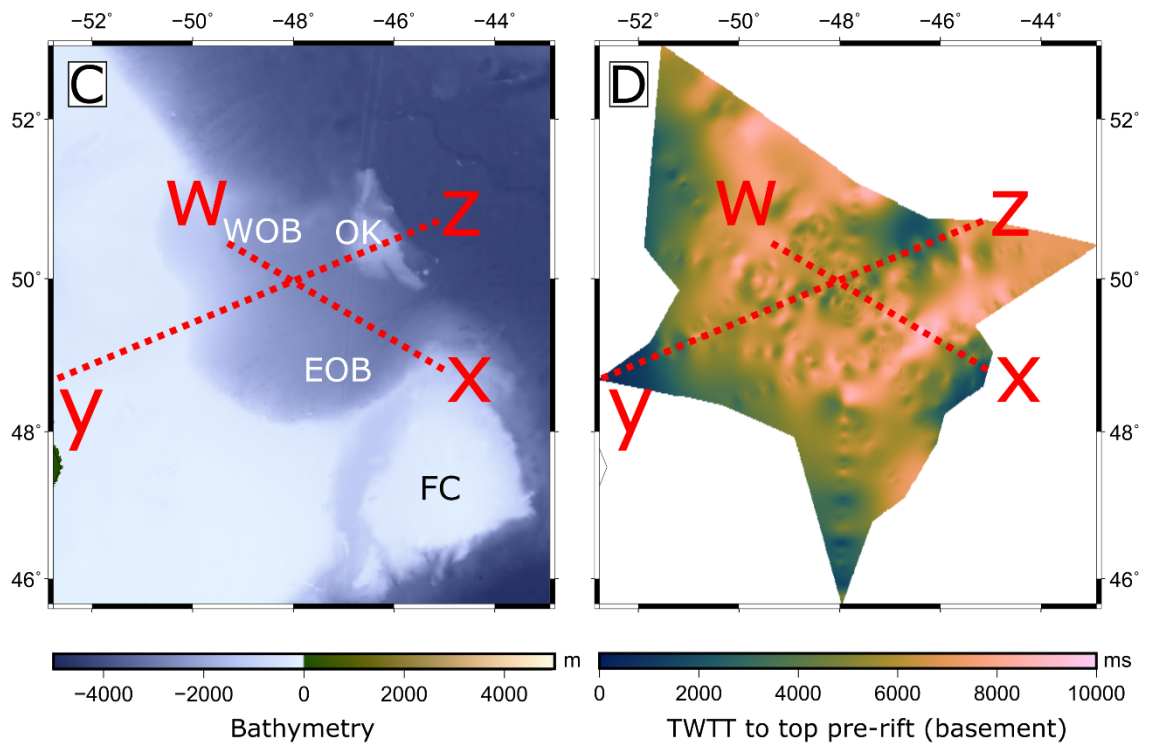 −52 −50 −48 −46 −44
−52 −50 −48 −46 −44
C
D
52˚
52˚
W
WOB
OK
Z
W
Z
50˚
50˚
EOB
X
X
y
y
48˚
48˚
FC
46˚
46˚
−4000 −2000 0 2000 4000 m
0 2000 4000 6000 8000 10000 ms
Bathymetry
TWTT to top pre-rift (basement)